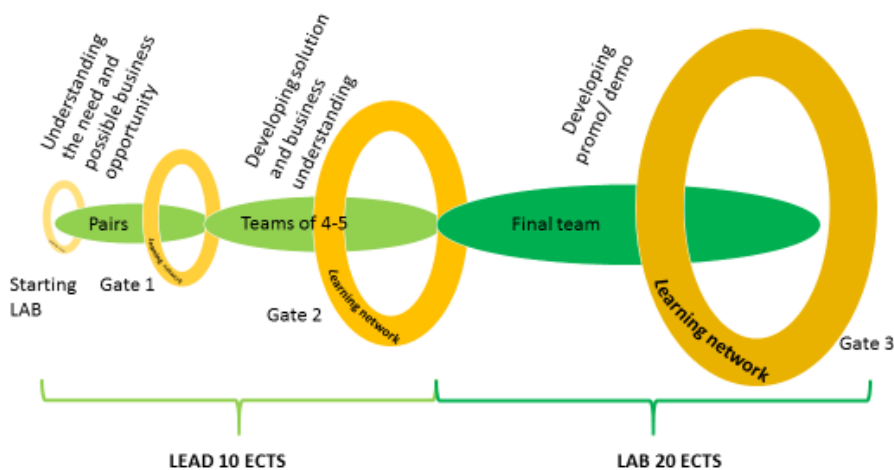 Understanding
the need and
possible business
opportunity
Developing solution
and business
understanding
Developing
promo/ demo
Pairs
Teams of 4-5
Final team
Starting
LAB
Gate 1
Learning network
Gate 2
Learning network
Gate 3
Learning network
LEAD 10 ECTS
LAB 20 ECTS